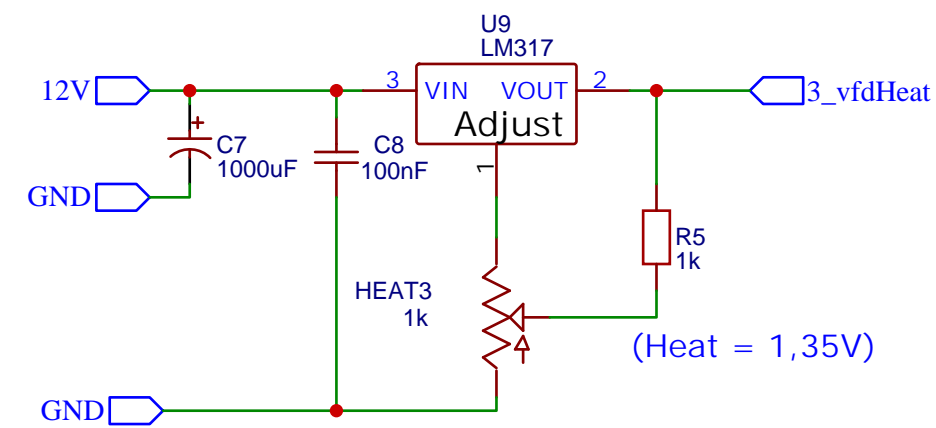 U9
LM317
12V
3
VIN
VOUT
2
3_vfdHeat
Adjust
+
C7
1000uF
C8
100nF
1
GND
R5
1k
HEAT3
1k
(Heat = 1,35V)
GND